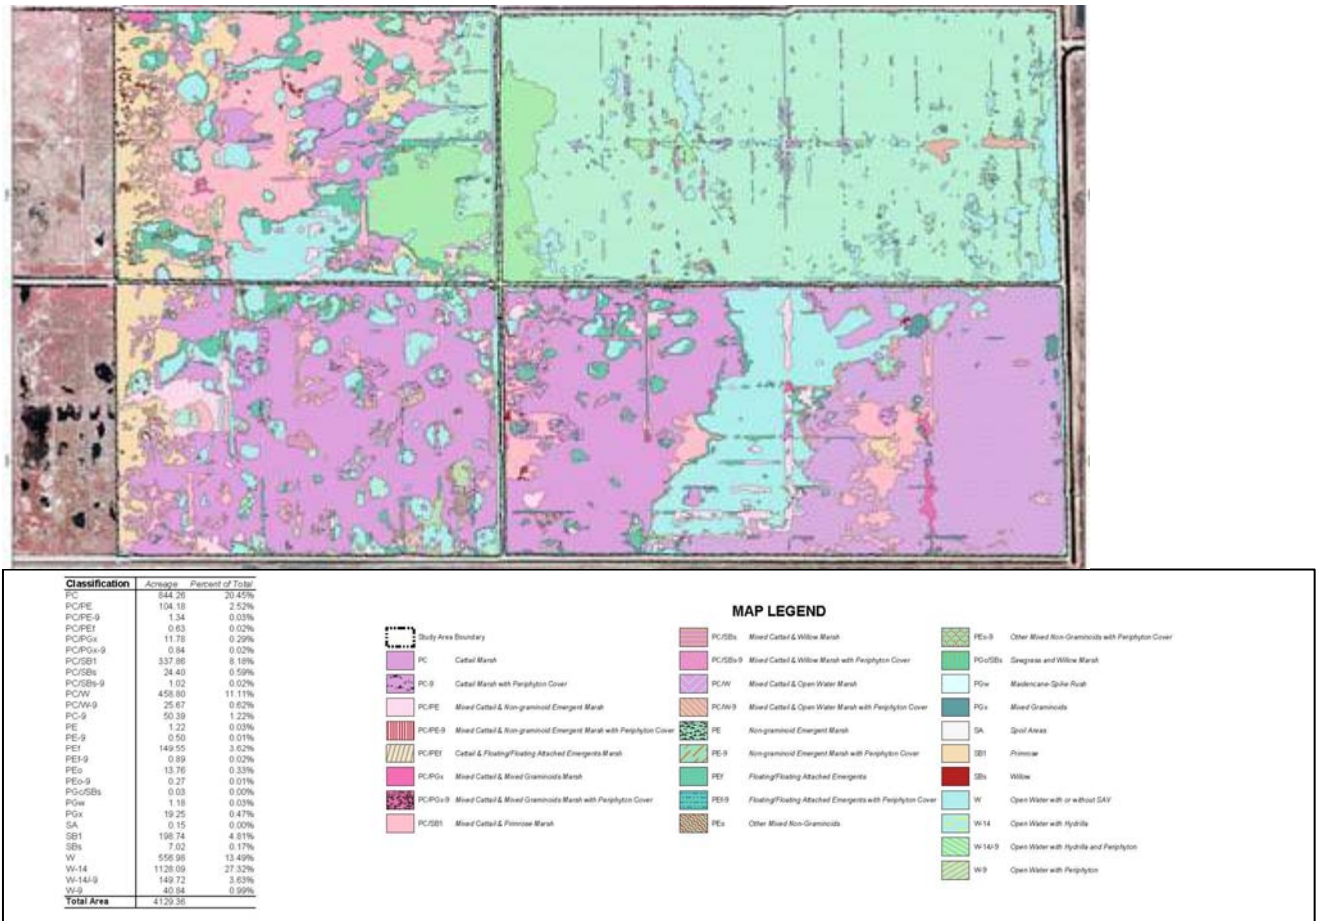 Classification Acreage Percent of Total
PC 844.26 20.45%
PC/PE 104.18 2.52%
PC/PE-9 1.34 0.03%
PC/PEf 0.63 0.02%
PC/PGx 11.78 0.29%
PC/PGx-9 0.84 0.02%
PC/SB1 337.86 8.18%
PC/SBs 24.40 0.59%
PC/SBs-9 1.02 0.02%
PC/W 458.80 11.11%
PC/W-9 25.67 0.62%
PC-9 50.39 1.22%
PE 1.22 0.03%
PE-9 0.50 0.01%
PEf 149.55 3.62%
PEf-9 0.89 0.02%
PEo 13.76 0.33%
PEo-9 0.27 0.01%
PGc/SBs 0.03 0.00%
PGw 1.18 0.03%
PGx 19.25 0.47%
SA 0.15 0.00%
SB1 198.74 4.81%
SBs 7.02 0.17%
W 556.98 13.49%
W-14 1128.09 27.32%
W-14/-9 149.72 3.63%
W-9 40.84 0.99%
Total Area 4129.36
MAP LEGEND
Study Area Boundary
PC Cattail Marsh
PC-9 Cattail Marsh with Periphyton Cover
PC/PE Mixed Cattail & Non-graminoid Emergent Marsh
PC/PE-9 Mixed Cattail & Non-graminoid Emergent Marsh with Periphyton Cover
PC/PEf Cattail & Floating/Floating Attached Emergents Marsh
PC/PGx Mixed Cattail & Mixed Graminoids Marsh
PC/PGx-9 Mixed Cattail & Mixed Graminoids Marsh with Periphyton Cover
PC/SB1 Mixed Cattail & Primrose Marsh
PC/SBs Mixed Cattail & Willow Marsh
PC/SBs-9 Mixed Cattail & Willow Marsh with Periphyton Cover
PC/W Mixed Cattail & Open Water Marsh
PC/W-9 Mixed Cattail & Open Water Marsh with Periphyton Cover
PE Non-graminoid Emergent Marsh
PE-9 Non-graminoid Emergent Marsh with Periphyton Cover
PEf Floating/Floating Attached Emergents
PEf-9 Floating/Floating Attached Emergents with Periphyton Cover
PEo Other Mixed Non-Graminoids
PEo-9 Other Mixed Non-Graminoids with Periphyton Cover
PGc/SBs Sawgrass and Willow Marsh
PGw Maidencane-Spike Rush
PGx Mixed Graminoids
SA Spoil Areas
SB1 Primrose
SBs Willow
W Open Water with or without SAV
W-14 Open Water with Hydrilla
W-14/-9 Open Water with Hydrilla and Periphyton
W-9 Open Water with Periphyton